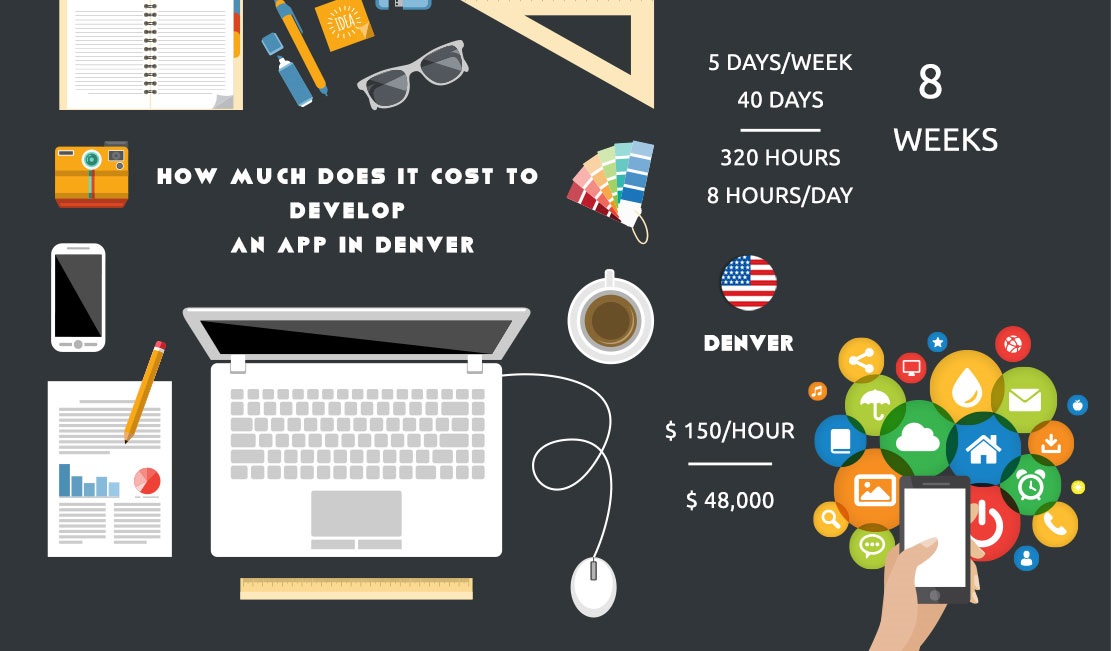 IDEA
HOW MUCH DOES IT COST TO
DEVELOP
AN APP IN DENVER
5 DAYS/WEEK
40 DAYS
320 HOURS
8 HOURS/DAY
8
WEEKS
DENVER
$ 150/HOUR
$ 48,000